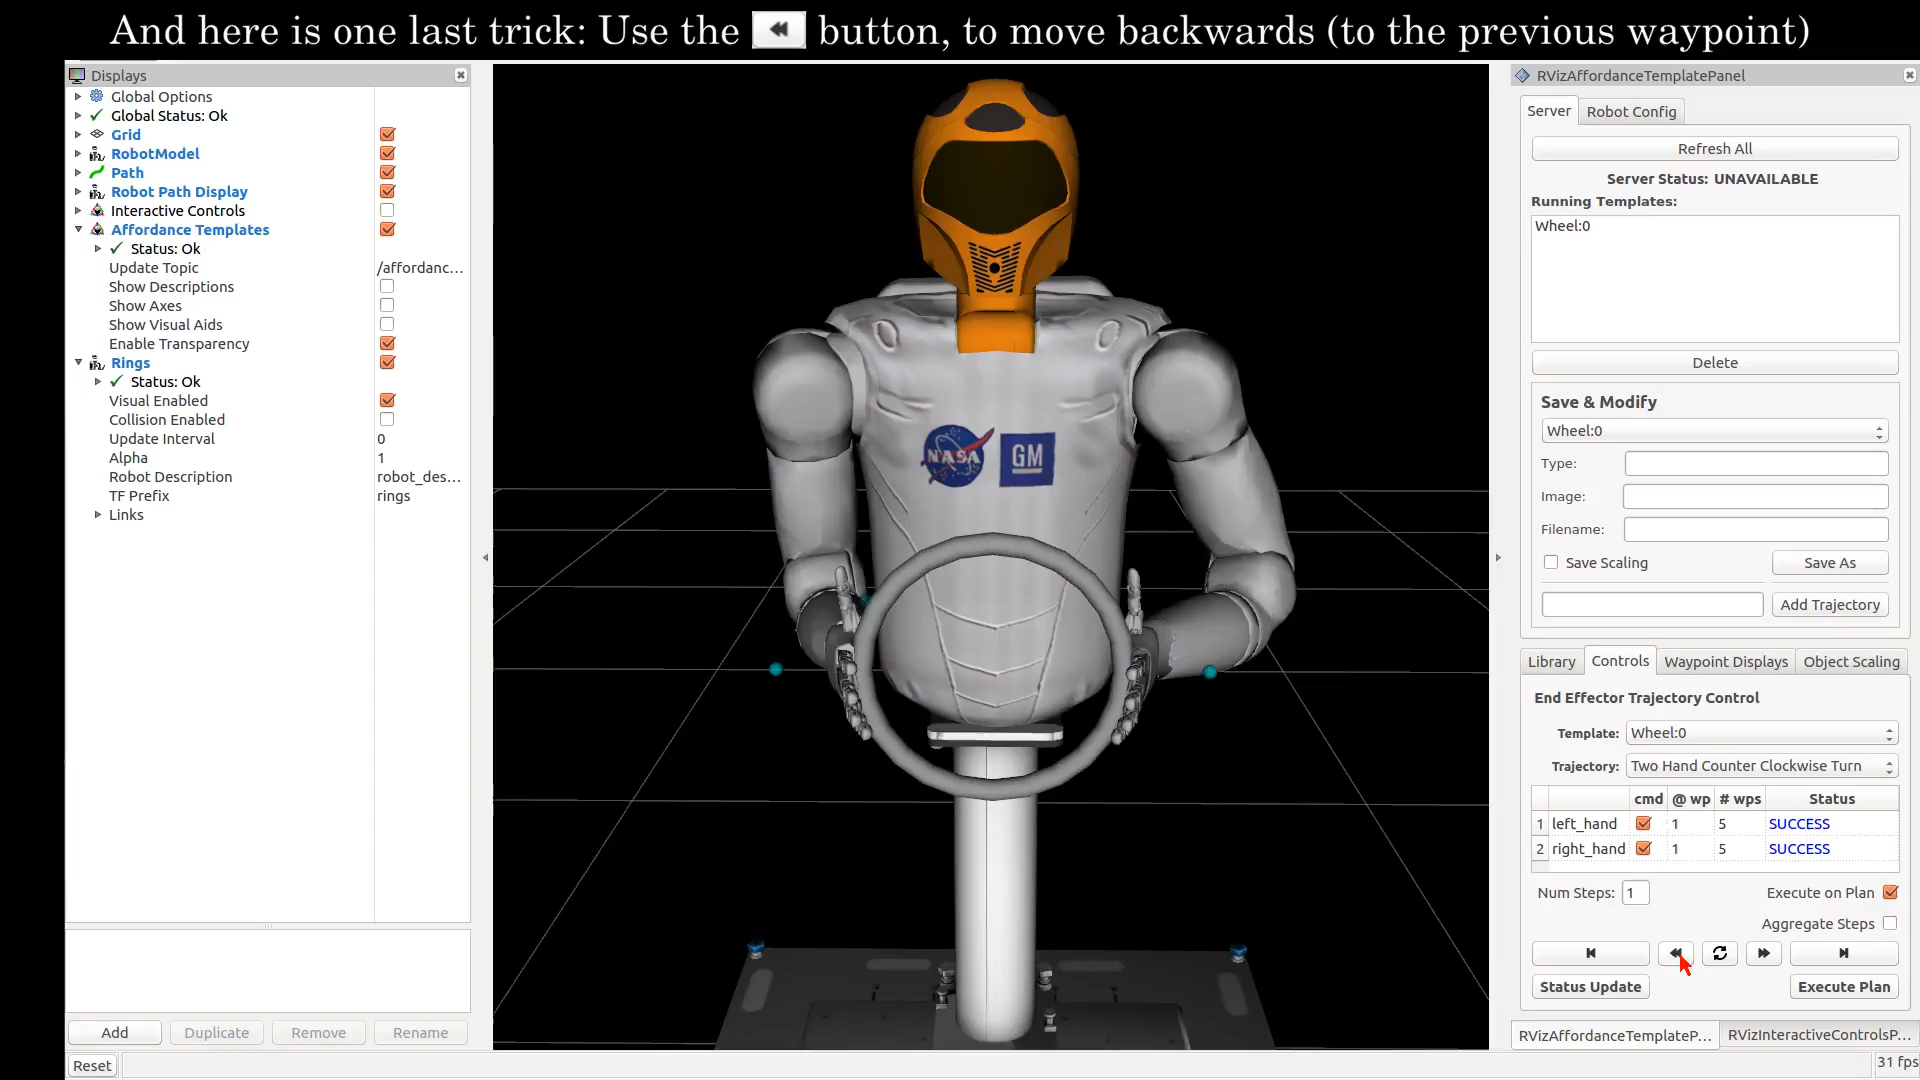 And here is one last trick: Use the button, to move backwards (to the previous waypoint)
Displays
Global Options
Global Status: Ok
Grid
RobotModel
Path
Robot Path Display
Interactive Controls
Affordance Templates
Status: Ok
Update Topic /affordanc...
Show Descriptions
Show Axes
Show Visual Aids
Enable Transparency
Rings
Status: Ok
Visual Enabled
Collision Enabled
Update Interval 0
Alpha 1
Robot Description robot_des...
TF Prefix rings
Links
Add Duplicate Remove Rename
Reset
NASA
GM
RVizAffordanceTemplatePanel
Server Robot Config
Refresh All
Server Status: UNAVAILABLE
Running Templates:
Wheel:0
Delete
Save & Modify
Wheel:0
Type:
Image:
Filename:
Save Scaling Save As
Add Trajectory
Library Controls Waypoint Displays Object Scaling
End Effector Trajectory Control
Template: Wheel:0
Trajectory: Two Hand Counter Clockwise Turn
cmd @ wp # wps Status
1 left_hand 1 5 SUCCESS
2 right_hand 1 5 SUCCESS
Num Steps: 1 Execute on Plan
Aggregate Steps
Status Update Execute Plan
RVizAffordanceTemplateP... RVizInteractiveControlsP...
31 fps